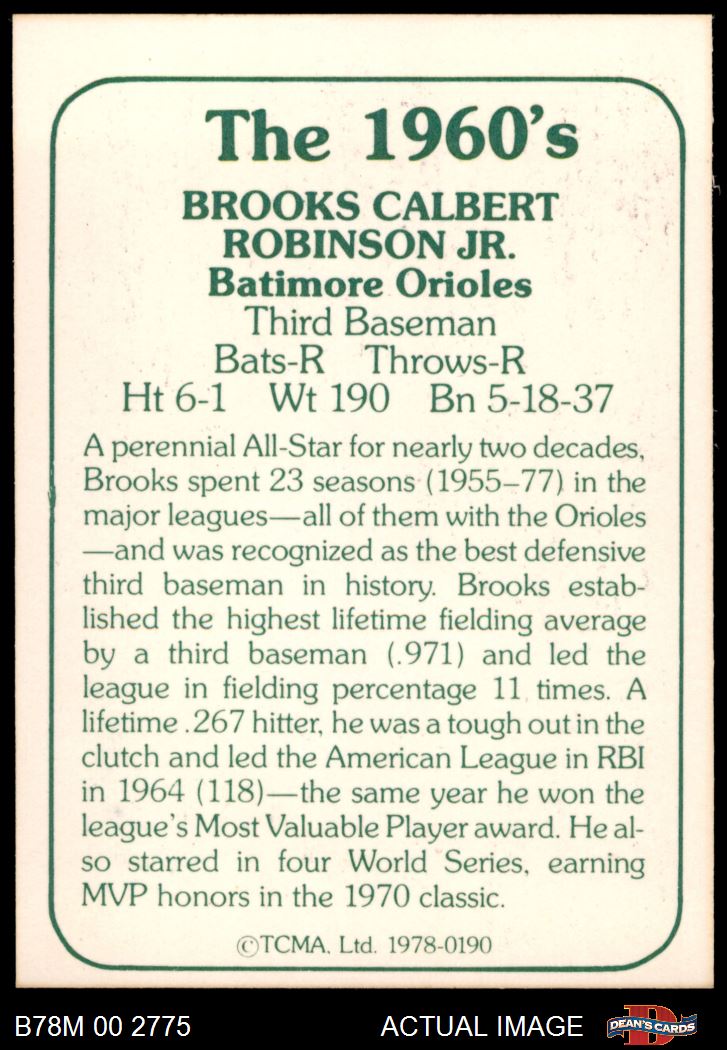 The 1960's
BROOKS CALBERT
ROBINSON JR.
Batimore Orioles
Third Baseman
Bats-R Throws-R
Ht 6-1 Wt 190 Bn 5-18-37
A perennial All-Star for nearly two decades,
Brooks spent 23 seasons (1955–77) in the
major leagues—all of them with the Orioles
—and was recognized as the best defensive
third baseman in history. Brooks estab-
lished the highest lifetime fielding average
by a third baseman (.971) and led the
league in fielding percentage 11 times. A
lifetime .267 hitter, he was a tough out in the
clutch and led the American League in RBI
in 1964 (118)—the same year he won the
league's Most Valuable Player award. He al-
so starred in four World Series, earning
MVP honors in the 1970 classic.
©TCMA, Ltd. 1978-0190
B78M 00 2775 ACTUAL IMAGE D DEAN'S CARDS